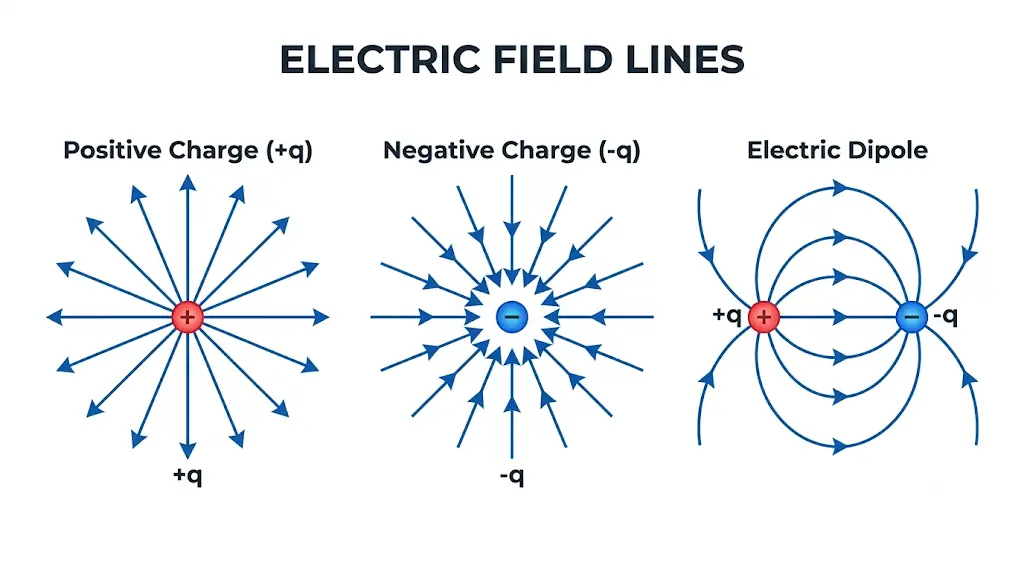 ELECTRIC FIELD LINES
Positive Charge (+q)
Negative Charge (-q)
Electric Dipole
+
-
+q
+
-
-q
+q
-q